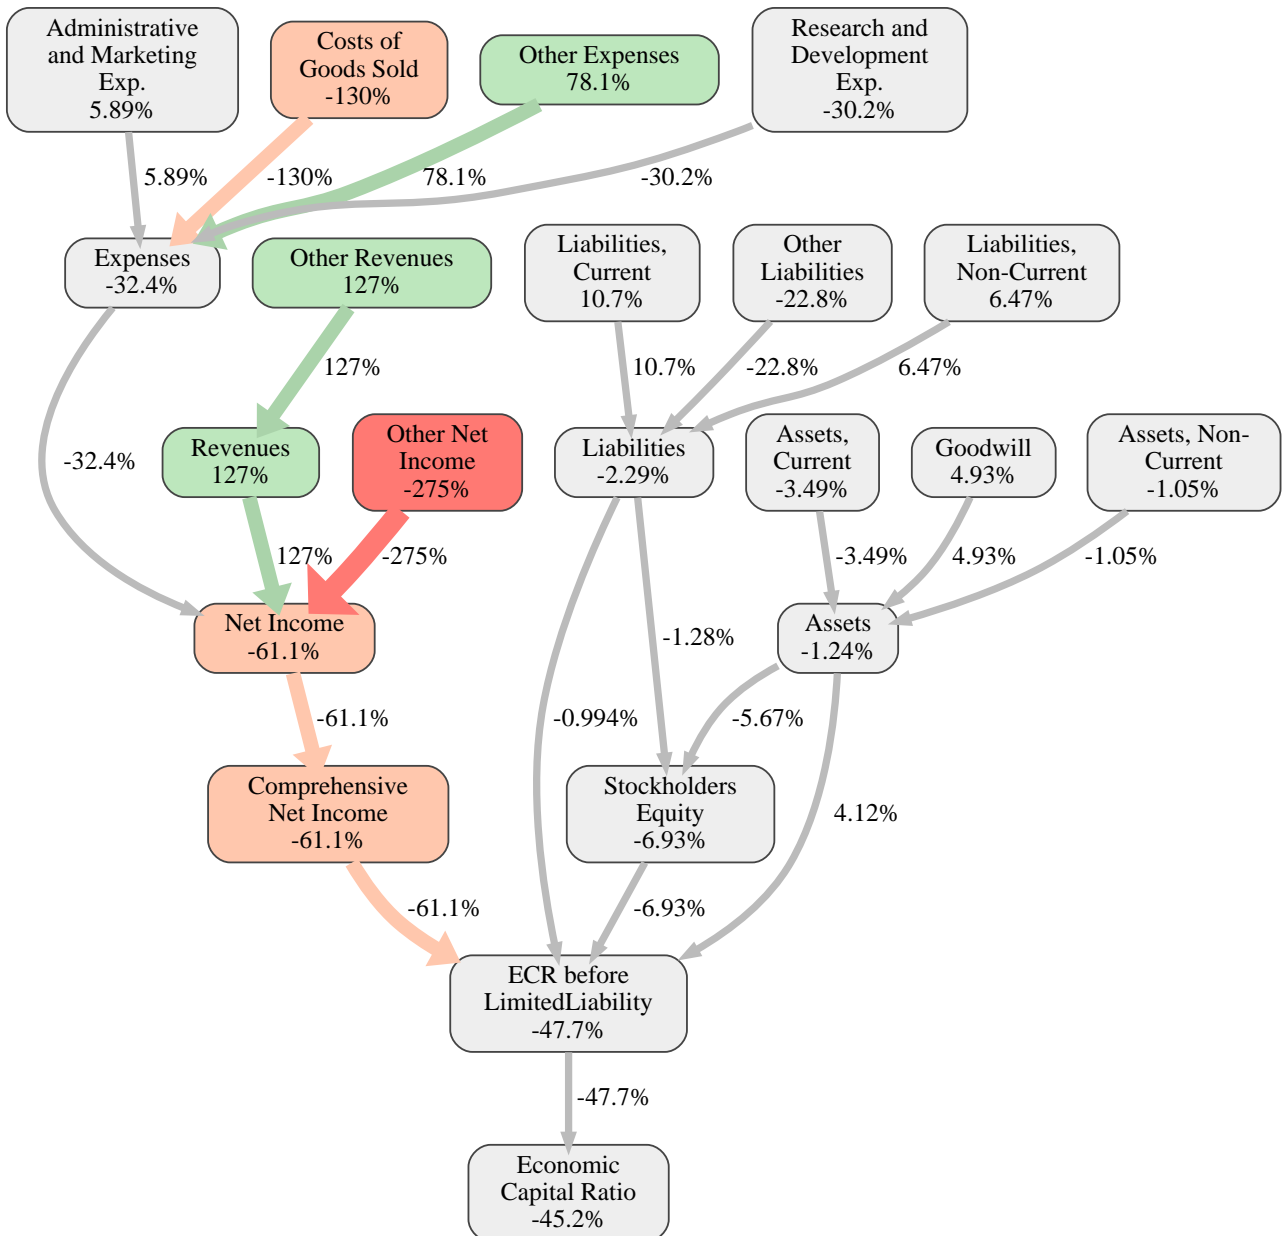 Administrative
and Marketing
Exp.
5.89%
Costs of
Goods Sold
-130%
Other Expenses
78.1%
Research and
Development
Exp.
-30.2%
5.89%
-130%
78.1%
-30.2%
Expenses
-32.4%
Other Revenues
127%
Liabilities,
Current
10.7%
Other
Liabilities
-22.8%
Liabilities,
Non-Current
6.47%
127%
10.7%
-22.8%
6.47%
-32.4%
Revenues
127%
Other Net
Income
-275%
Liabilities
-2.29%
Assets,
Current
-3.49%
Goodwill
4.93%
Assets, Non-
Current
-1.05%
127%
-275%
-3.49%
4.93%
-1.05%
Net Income
-61.1%
-1.28%
Assets
-1.24%
-61.1%
-0.994%
-5.67%
Comprehensive
Net Income
-61.1%
Stockholders
Equity
-6.93%
4.12%
-61.1%
-6.93%
ECR before
LimitedLiability
-47.7%
-47.7%
Economic
Capital Ratio
-45.2%